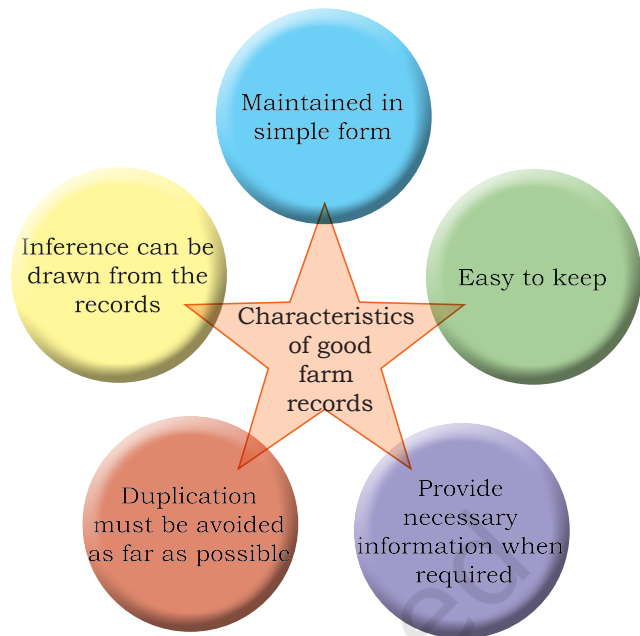 Maintained in
simple form
Easy to keep
Provide
necessary
information when
required
Duplication
must be avoided
as far as possible
Inference can be
drawn from the
records
Characteristics
of good
farm
records